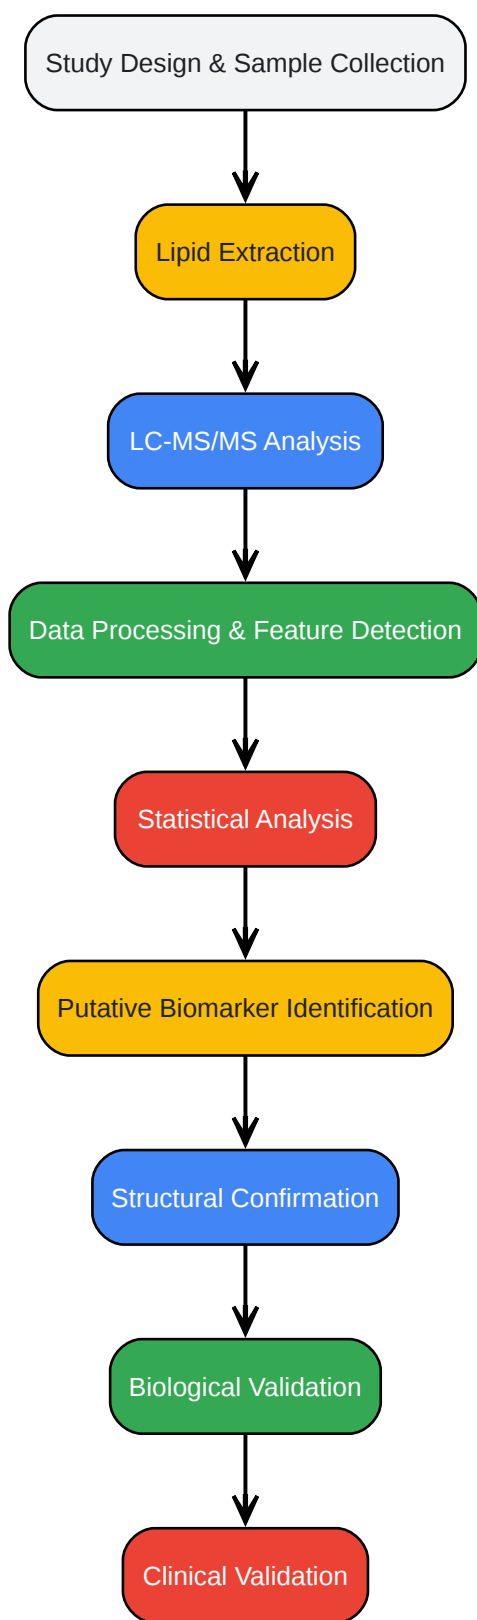 Study Design & Sample Collection
Lipid Extraction
LC-MS/MS Analysis
Data Processing & Feature Detection
Statistical Analysis
Putative Biomarker Identification
Structural Confirmation
Biological Validation
Clinical Validation